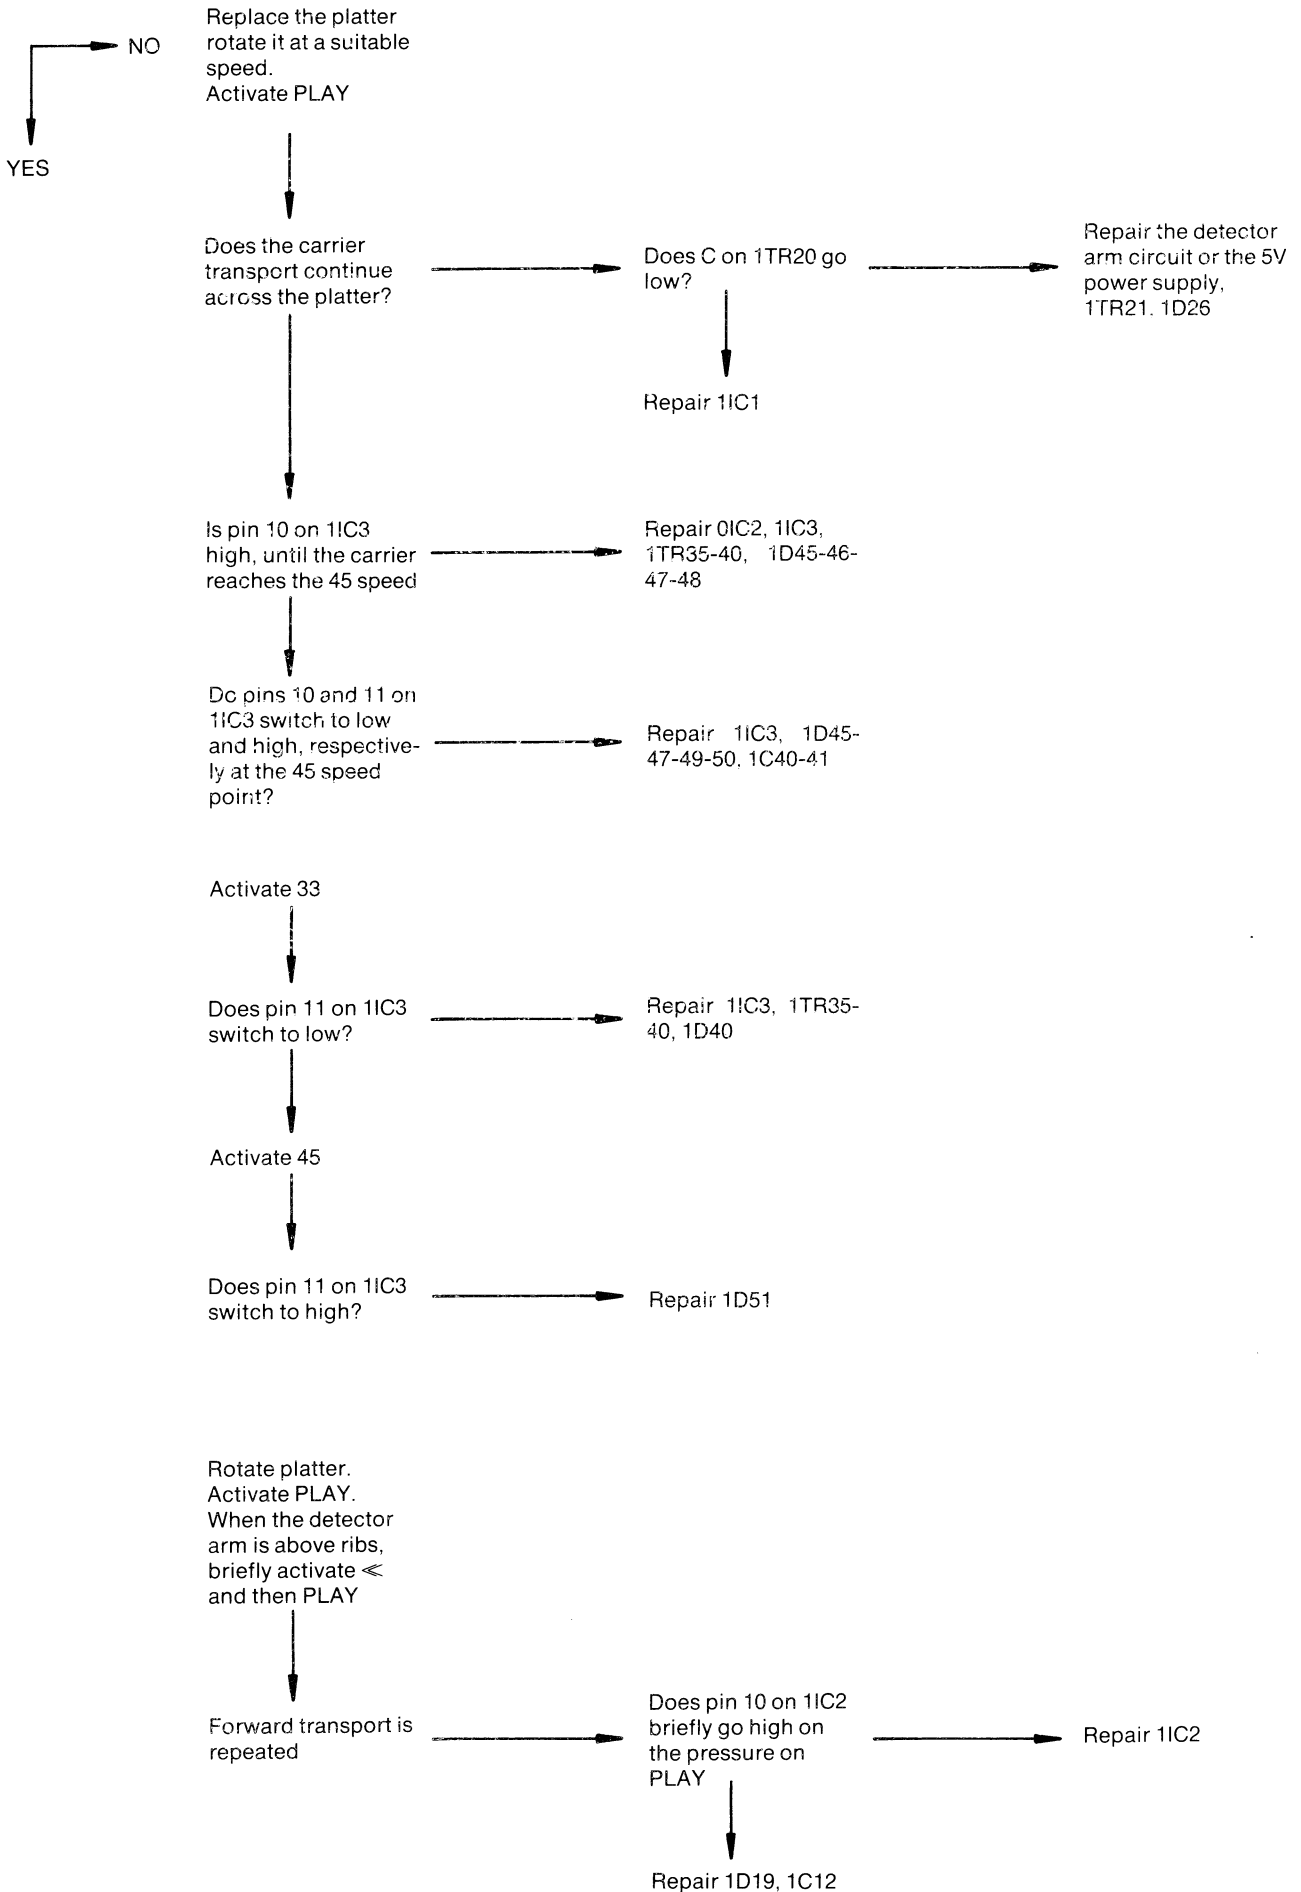 Replace the platter
rotate it at a suitable
speed.
Activate PLAY
NO
YES
Does the carrier
transport continue
across the platter?
Does C on 1TR20 go
low?
Repair the detector
arm circuit or the 5V
power supply,
1TR21. 1D26
Repair 1IC1
Is pin 10 on 1IC3
high, until the carrier
reaches the 45 speed
Repair 0IC2, 1IC3,
1TR35-40, 1D45-46-
47-48
Do pins 10 and 11 on
1IC3 switch to low
and high, respective-
ly at the 45 speed
point?
Repair 1IC3, 1D45-
47-49-50, 1C40-41
Activate 33
Does pin 11 on 1IC3
switch to low?
Repair 1IC3, 1TR35-
40, 1D40
Activate 45
Does pin 11 on 1IC3
switch to high?
Repair 1D51
Rotate platter.
Activate PLAY.
When the detector
arm is above ribs,
briefly activate ≪
and then PLAY
Forward transport is
repeated
Does pin 10 on 1IC2
briefly go high on
the pressure on
PLAY
Repair 1IC2
Repair 1D19, 1C12